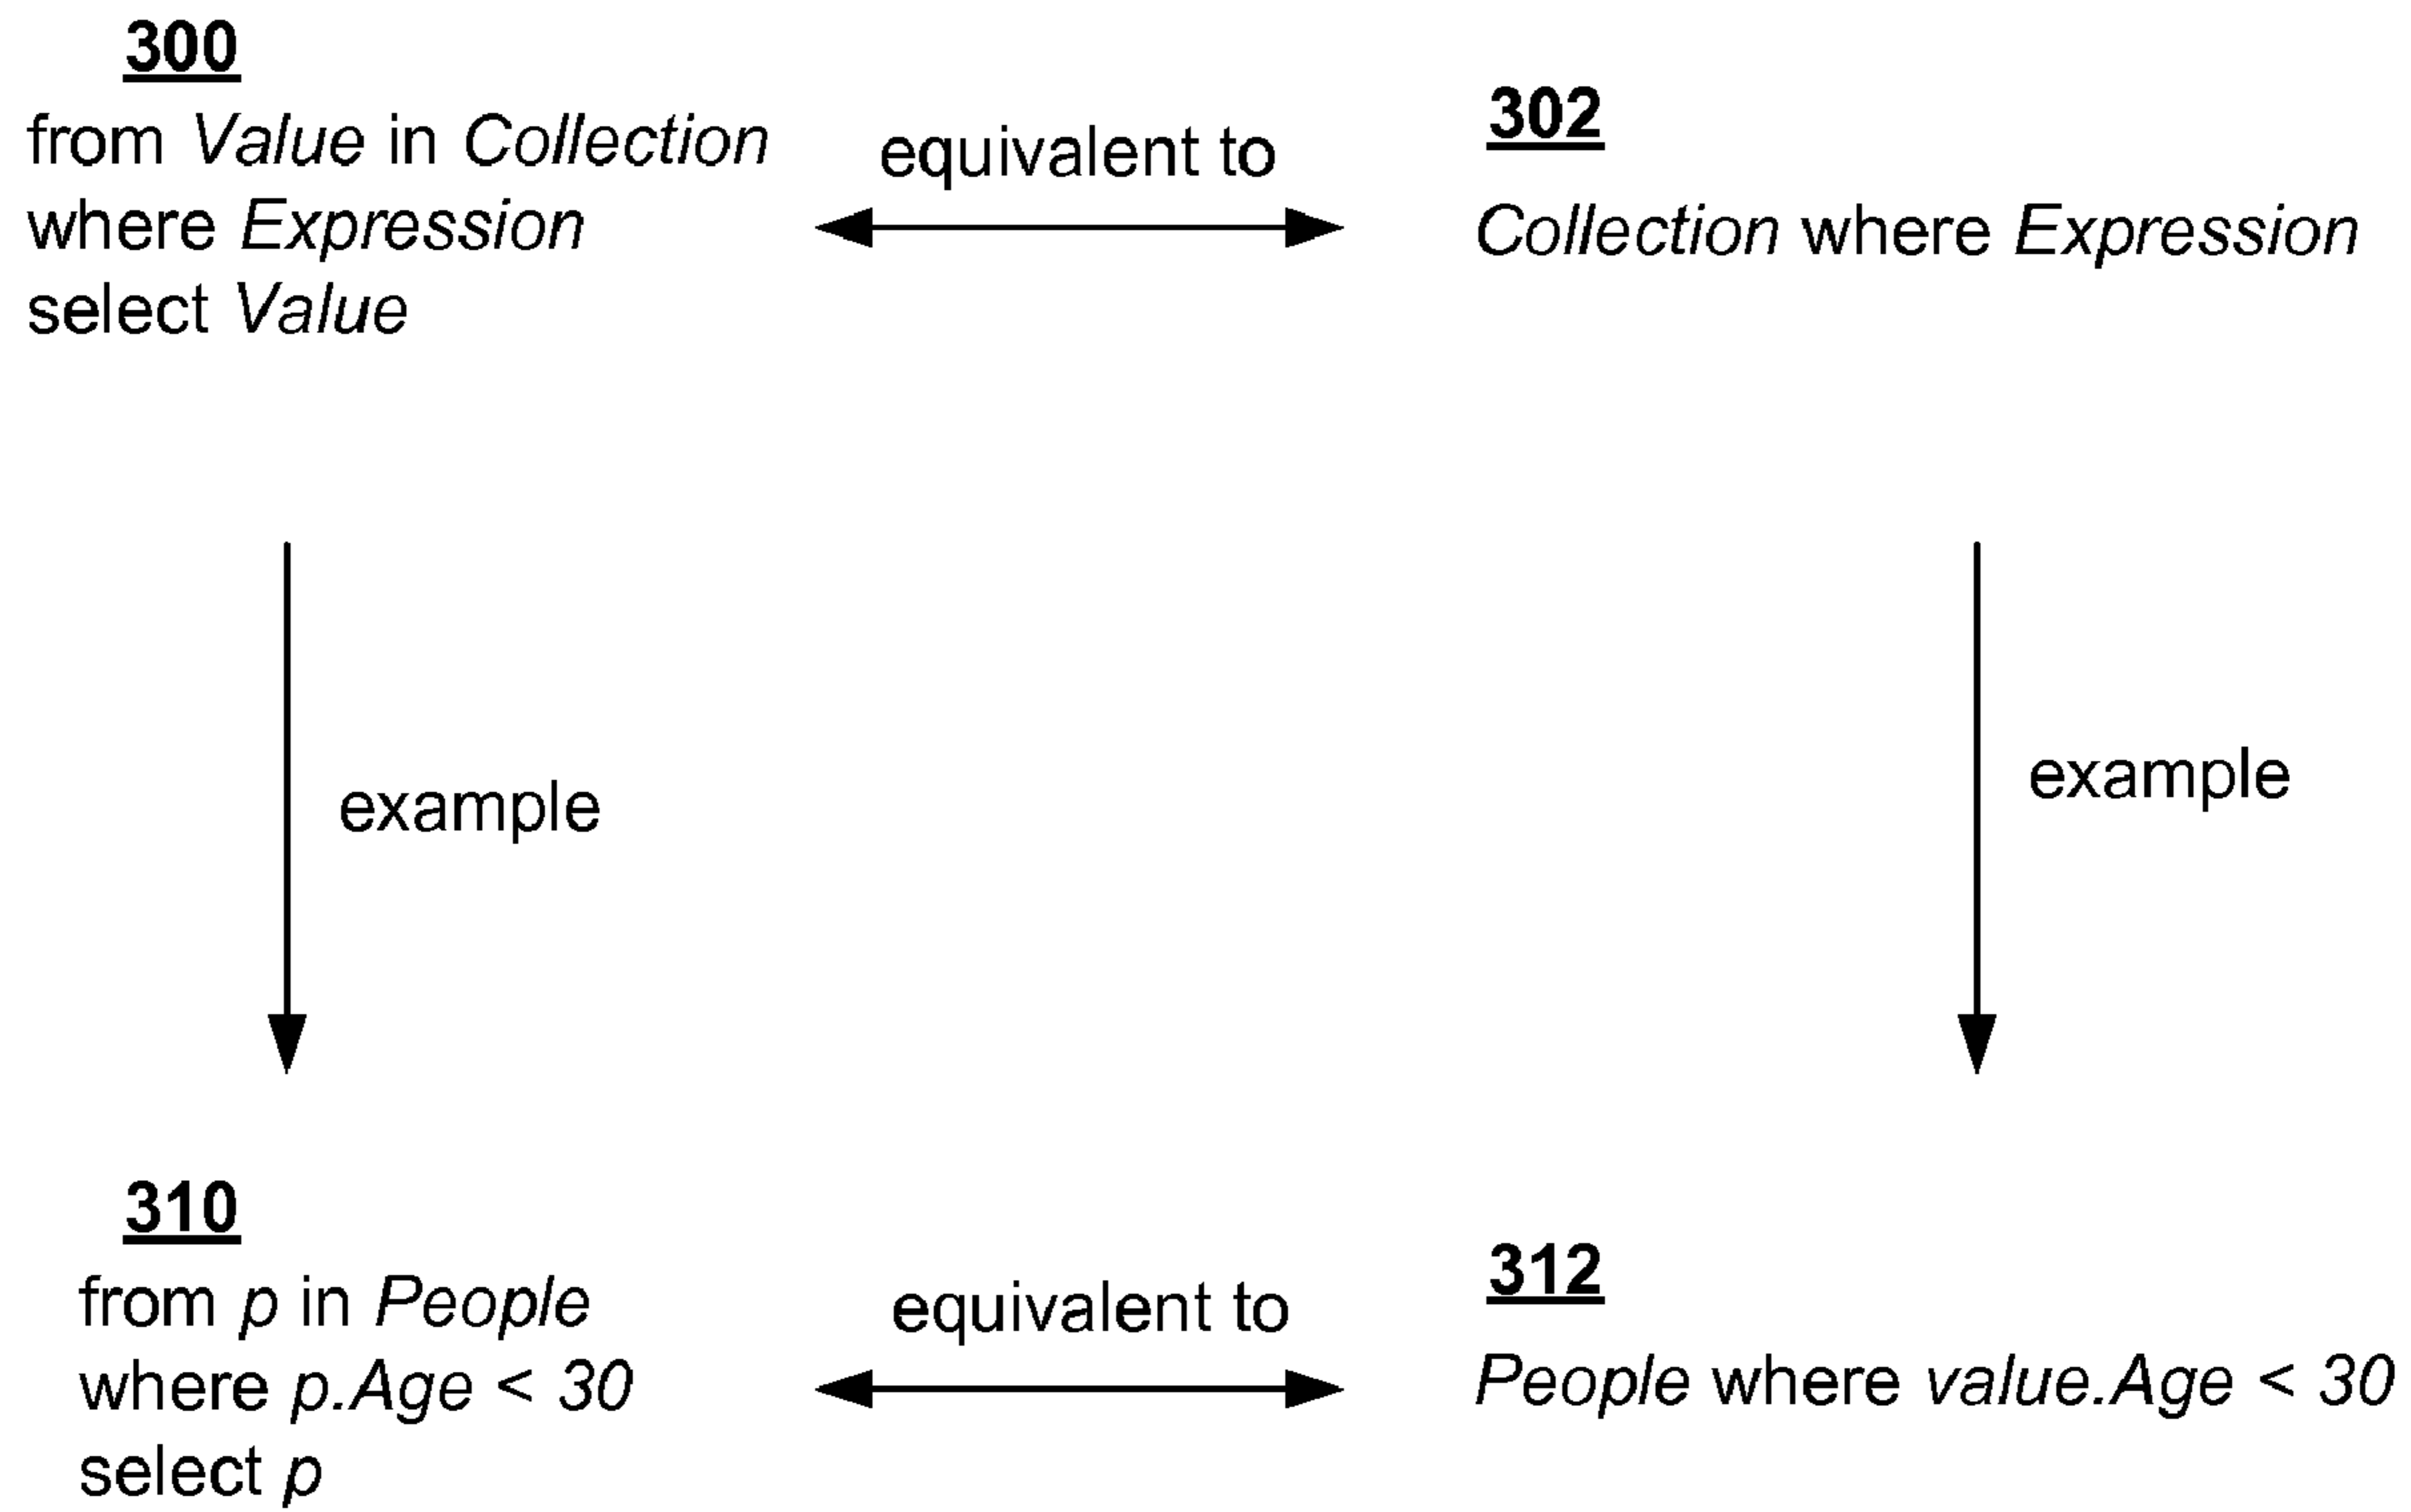 300
from Value in Collection
where Expression
select Value
equivalent to
302
Collection where Expression
example
example
310
from p in People
where p.Age < 30
select p
equivalent to
312
People where value.Age < 30